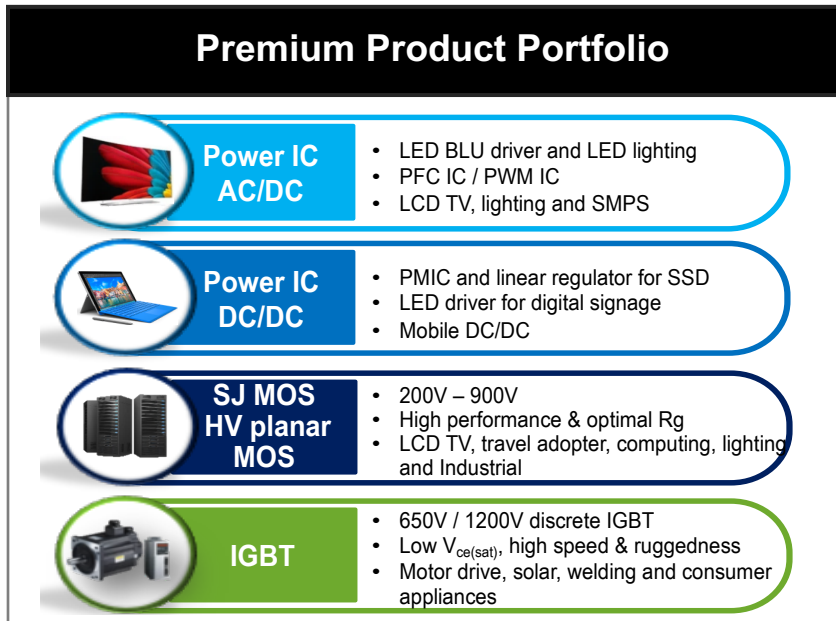 Premium Product Portfolio
Power IC
AC/DC
• LED BLU driver and LED lighting
• PFC IC / PWM IC
• LCD TV, lighting and SMPS
Power IC
DC/DC
• PMIC and linear regulator for SSD
• LED driver for digital signage
• Mobile DC/DC
SJ MOS
HV planar
MOS
• 200V – 900V
• High performance & optimal Rg
• LCD TV, travel adopter, computing, lighting
and Industrial
IGBT
• 650V / 1200V discrete IGBT
• Low Vce(sat), high speed & ruggedness
• Motor drive, solar, welding and consumer
appliances